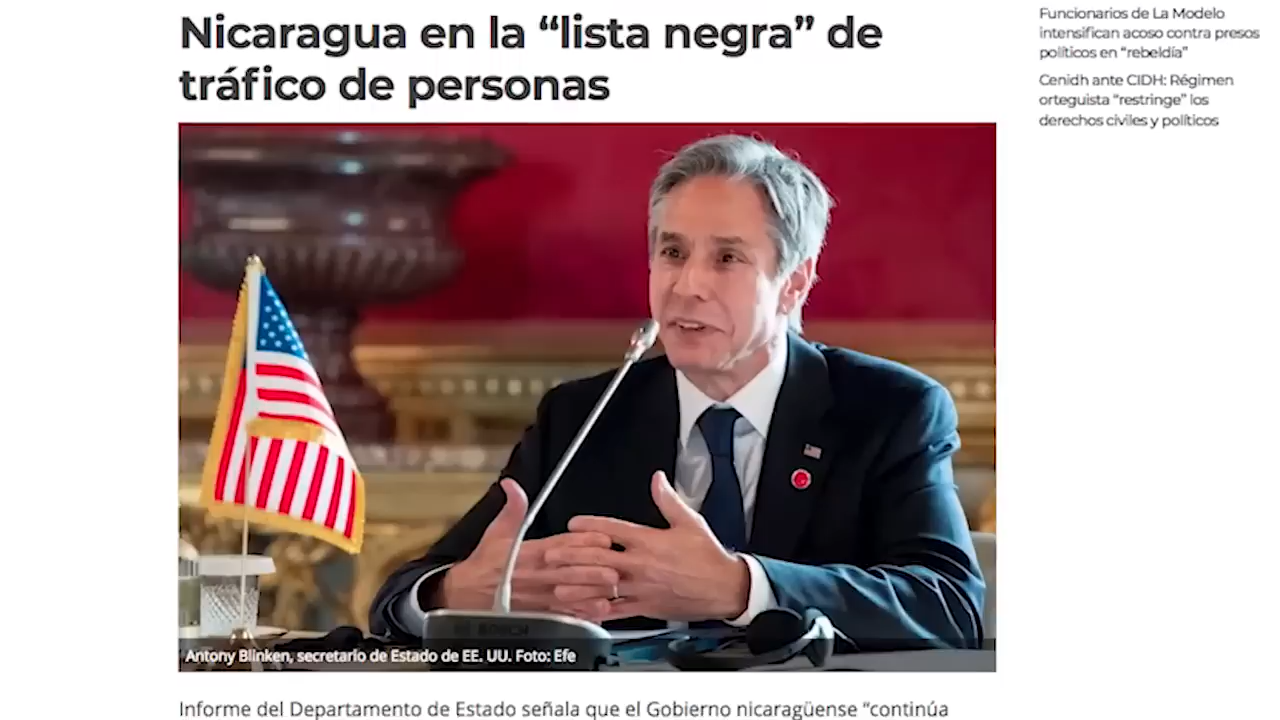 Nicaragua en la “lista negra” de
tráfico de personas
Funcionarios de La Modelo
intensifican acoso contra presos
políticos en “rebeldía”
Cenidh ante CIDH: Régimen
orteguista “restringe” los
derechos civiles y políticos
BOSCH
Antony Blinken, secretario de Estado de EE. UU. Foto: Efe
Informe del Departamento de Estado señala que el Gobierno nicaragüense “continúa